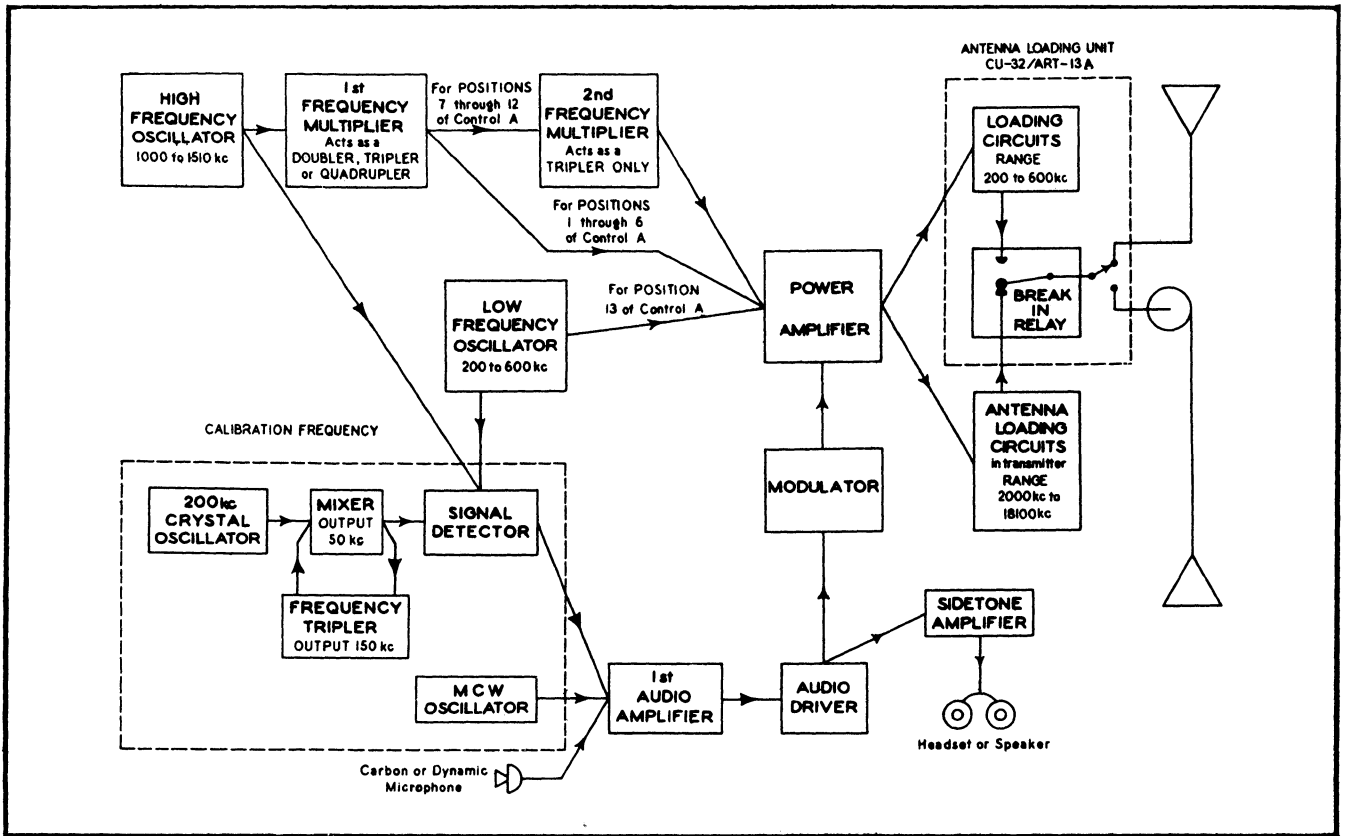 ANTENNA LOADING UNIT
CU-32/ART-13A
HIGH
FREQUENCY
OSCILLATOR
1000 to 1510 kc
1st
FREQUENCY
MULTIPLIER
Acts as a
DOUBLER, TRIPLER
or QUADRUPLER
For POSITIONS
7 through 12
of Control A
2nd
FREQUENCY
MULTIPLIER
Acts as a
TRIPLER ONLY
LOADING
CIRCUITS
RANGE
200 to 600kc
For POSITIONS
1 through 6
of Control A
LOW
FREQUENCY
OSCILLATOR
200 to 600kc
For POSITION
13 of Control A
POWER
AMPLIFIER
BREAK
IN
RELAY
ANTENNA
LOADING
CIRCUITS
in transmitter
RANGE
2000kc to
18100kc
CALIBRATION FREQUENCY
200kc
CRYSTAL
OSCILLATOR
MIXER
OUTPUT
50 kc
SIGNAL
DETECTOR
MODULATOR
FREQUENCY
TRIPLER
OUTPUT 150 kc
SIDETONE
AMPLIFIER
MCW
OSCILLATOR
1st
AUDIO
AMPLIFIER
AUDIO
DRIVER
Headset or Speaker
Carbon or Dynamic
Microphone